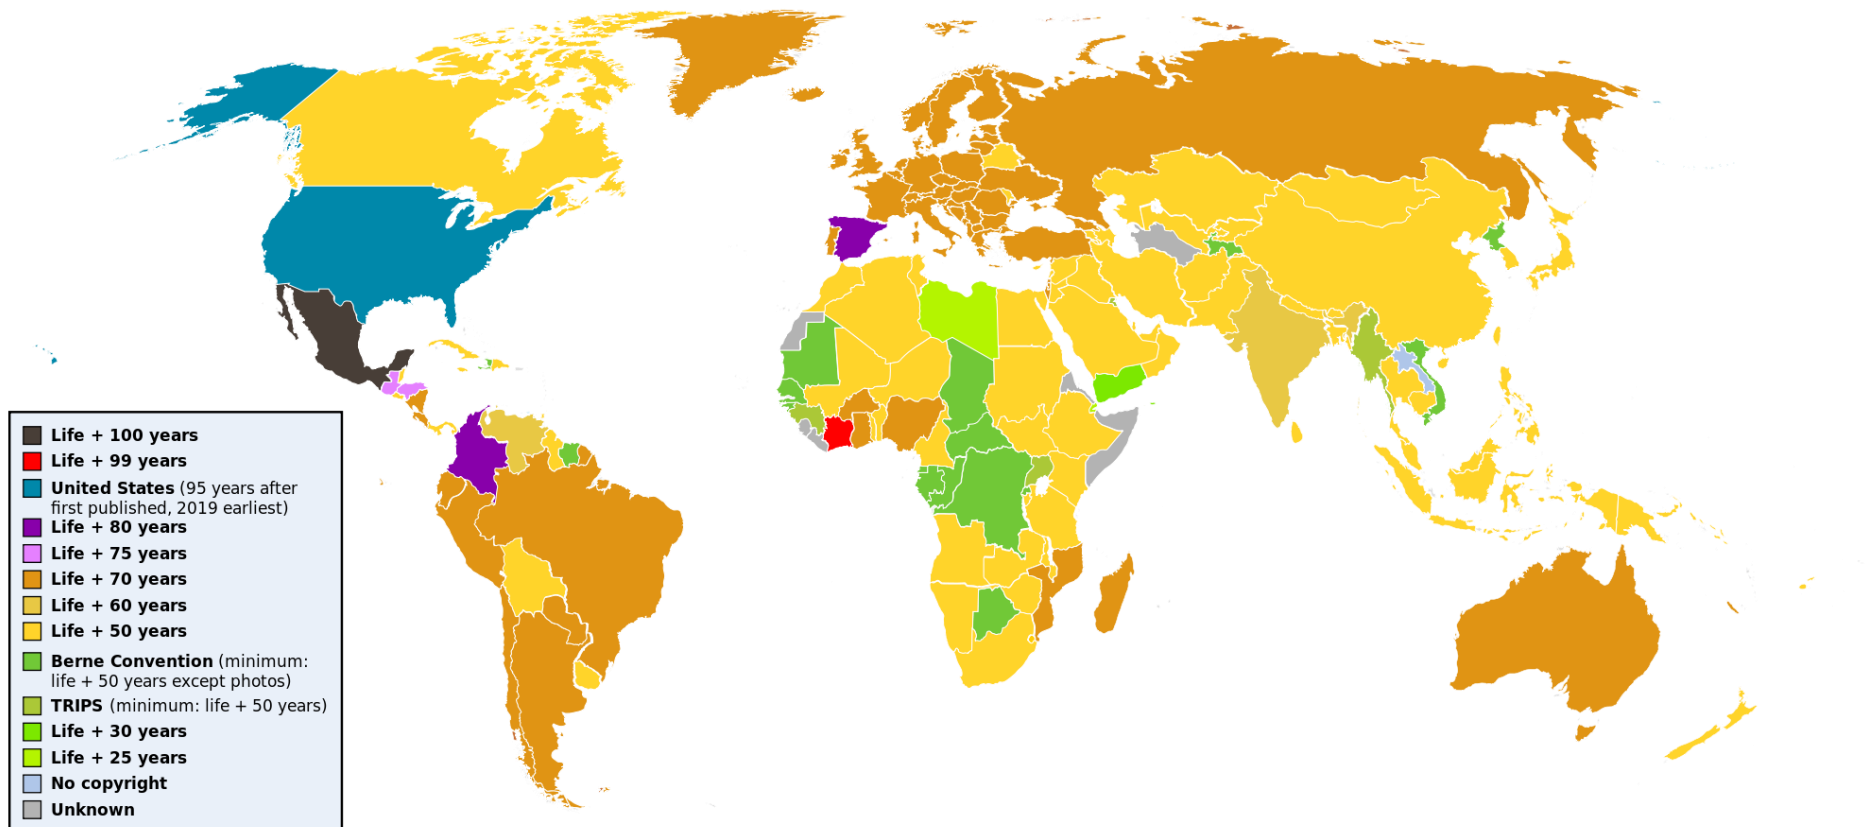 Life + 100 years
Life + 99 years
United States (95 years after
first published, 2019 earliest)
Life + 80 years
Life + 75 years
Life + 70 years
Life + 60 years
Life + 50 years
Berne Convention (minimum:
life + 50 years except photos)
TRIPS (minimum: life + 50 years)
Life + 30 years
Life + 25 years
No copyright
Unknown